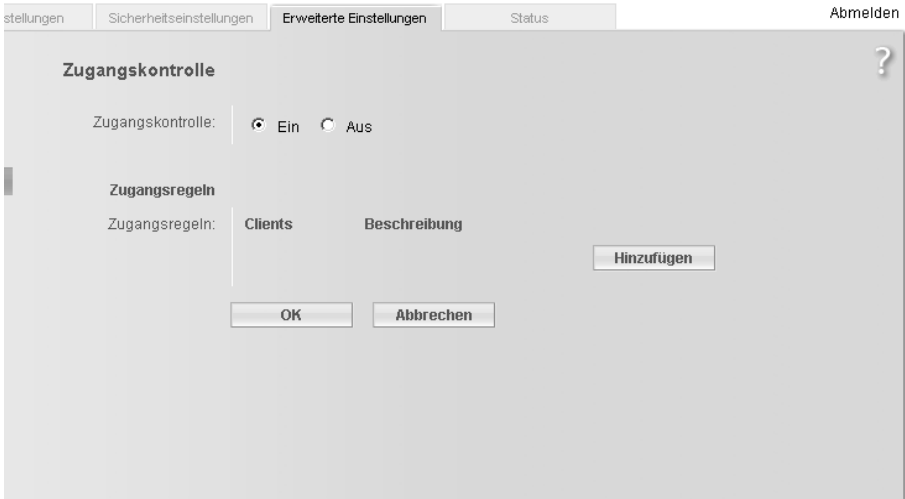 stellungen Sicherheitseinstellungen Erweiterte Einstellungen Status Abmelden
?
Zugangskontrolle
Zugangskontrolle: Ein Aus
Zugangsregeln
Zugangsregeln: Clients Beschreibung
Hinzufügen
OK Abbrechen